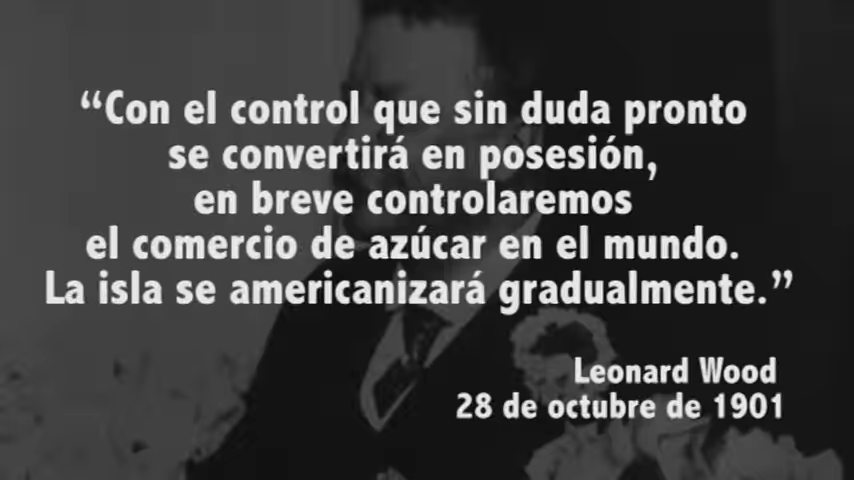 “Con el control que sin duda pronto
se convertirá en posesión,
en breve controlaremos
el comercio de azúcar en el mundo.
La isla se americanizará gradualmente.”
Leonard Wood
28 de octubre de 1901